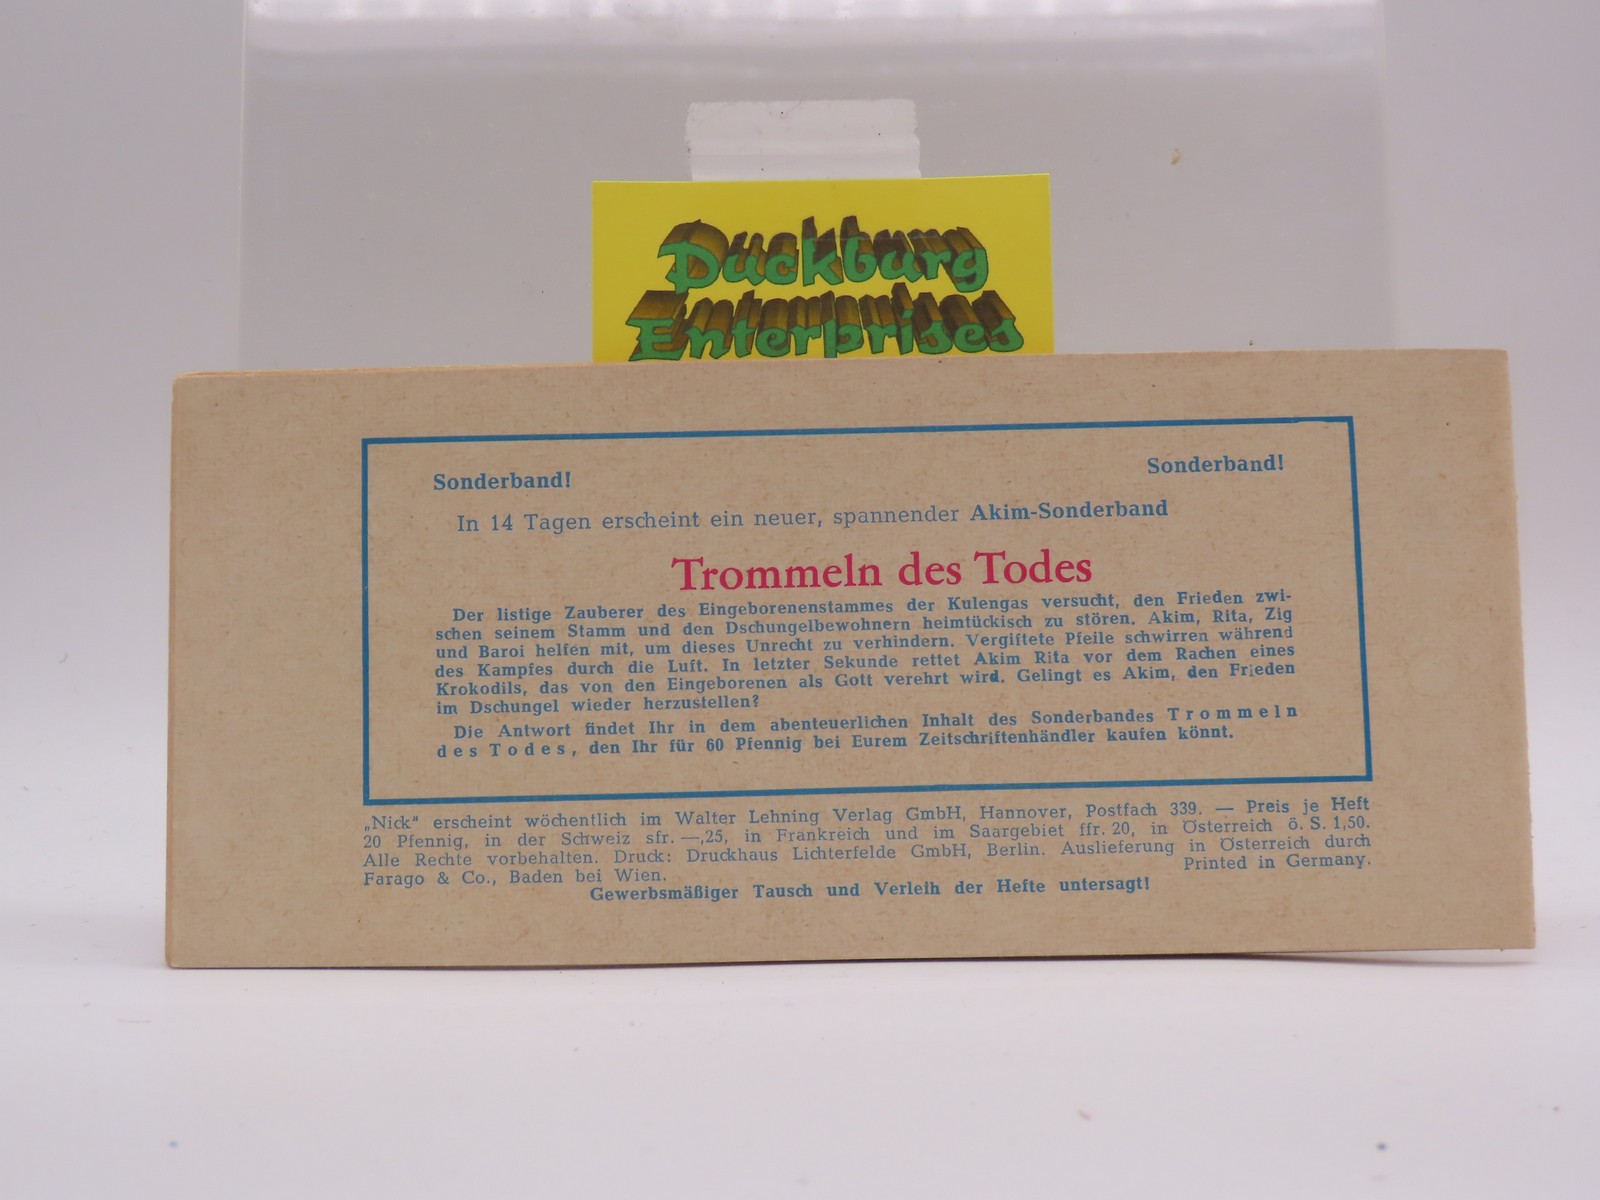 Duckburg
Enterprises
Sonderband! Sonderband!
In 14 Tagen erscheint ein neuer, spannender Akim-Sonderband
Trommeln des Todes
Der listige Zauberer des Eingeborenenstammes der Kulengas versucht, den Frieden zwi-
schen seinem Stamm und den Dschungelbewohnern heimtückisch zu stören. Akim, Rita, Zig
und Baroi helfen mit, um dieses Unrecht zu verhindern. Vergiftete Pfeile schwirren während
des Kampfes durch die Luft. In letzter Sekunde rettet Akim Rita vor dem Rachen eines
Krokodils, das von den Eingeborenen als Gott verehrt wird. Gelingt es Akim, den Frieden
im Dschungel wieder herzustellen?
Die Antwort findet Ihr in dem abenteuerlichen Inhalt des Sonderbandes Trommeln
des Todes, den Ihr für 60 Pfennig bei Eurem Zeitschriftenhändler kaufen könnt.
„Nick" erscheint wöchentlich im Walter Lehning Verlag GmbH, Hannover, Postfach 339. — Preis je Heft
20 Pfennig, in der Schweiz sfr. —,25, in Frankreich und im Saargebiet ffr. 20, in Österreich ö. S. 1,50.
Alle Rechte vorbehalten. Druck: Druckhaus Lichterfelde GmbH, Berlin. Auslieferung in Österreich durch
Farago & Co., Baden bei Wien. Printed in Germany.
Gewerbsmäßiger Tausch und Verleih der Hefte untersagt!